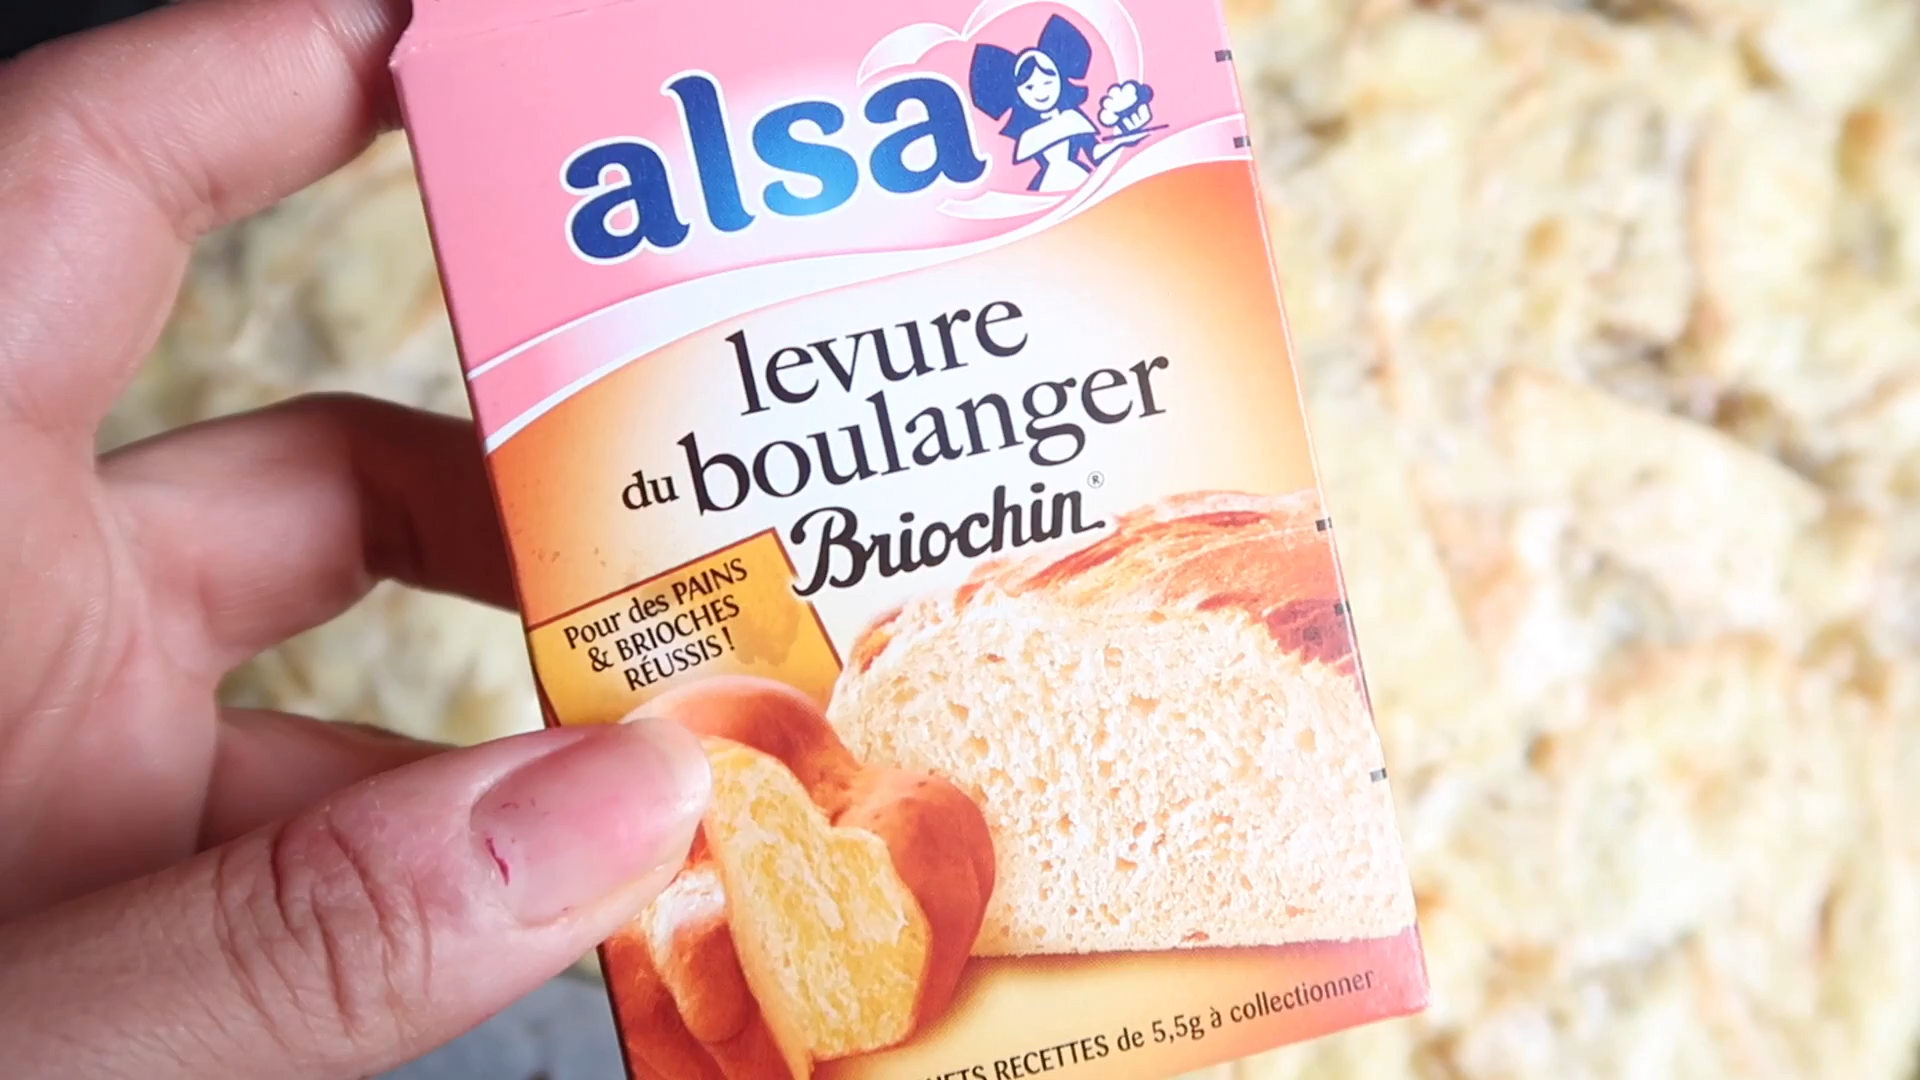 alsa
levure
du boulanger
Briochin®
Pour des PAINS
& BRIOCHES
RÉUSSIS!
RECETTES de 5,5g à collectionner